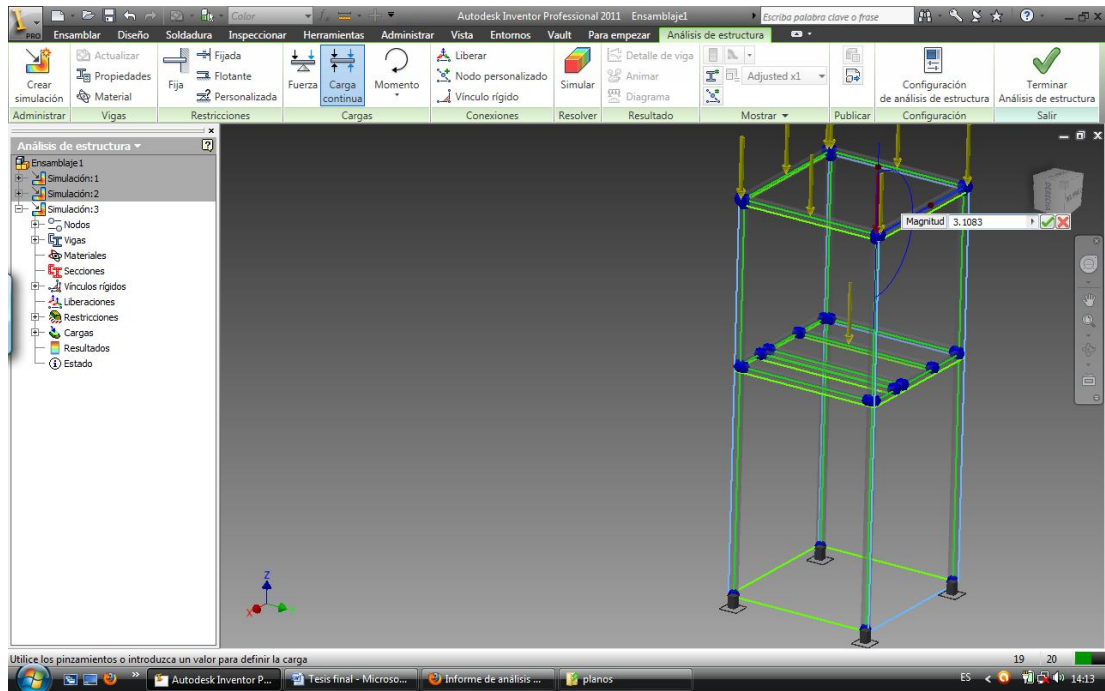 Color
Autodesk Inventor Professional 2011 Ensamblaje1
Escriba palabra clave o frase
PRO Ensamblar Diseño Soldadura Inspeccionar Herramientas Administrar Vista Entornos Vault Para empezar Análisis de estructura
Crear simulación
Actualizar
Propiedades
Material
Fija
Fijada
Flotante
Personalizada
Fuerza
Carga continua
Momento
Liberar
Nodo personalizado
Vínculo rígido
Simular
Detalle de viga
Animar
Diagrama
Adjusted x1
Configuración de análisis de estructura
Terminar Análisis de estructura
Administrar Vigas Restricciones Cargas Conexiones Resolver Resultado Mostrar Publicar Configuración Salir
Análisis de estructura
Ensamblaje1
Simulación:1
Simulación:2
Simulación:3
Nodos
Vigas
Materiales
Secciones
Vínculos rígidos
Liberaciones
Restricciones
Cargas
Resultados
Estado
Magnitud 3.1083
Z
X
Utilice los pinzamientos o introduzca un valor para definir la carga
19 20
Autodesk Inventor P... Tesis final - Microso... Informe de análisis ... planos
ES 14:13